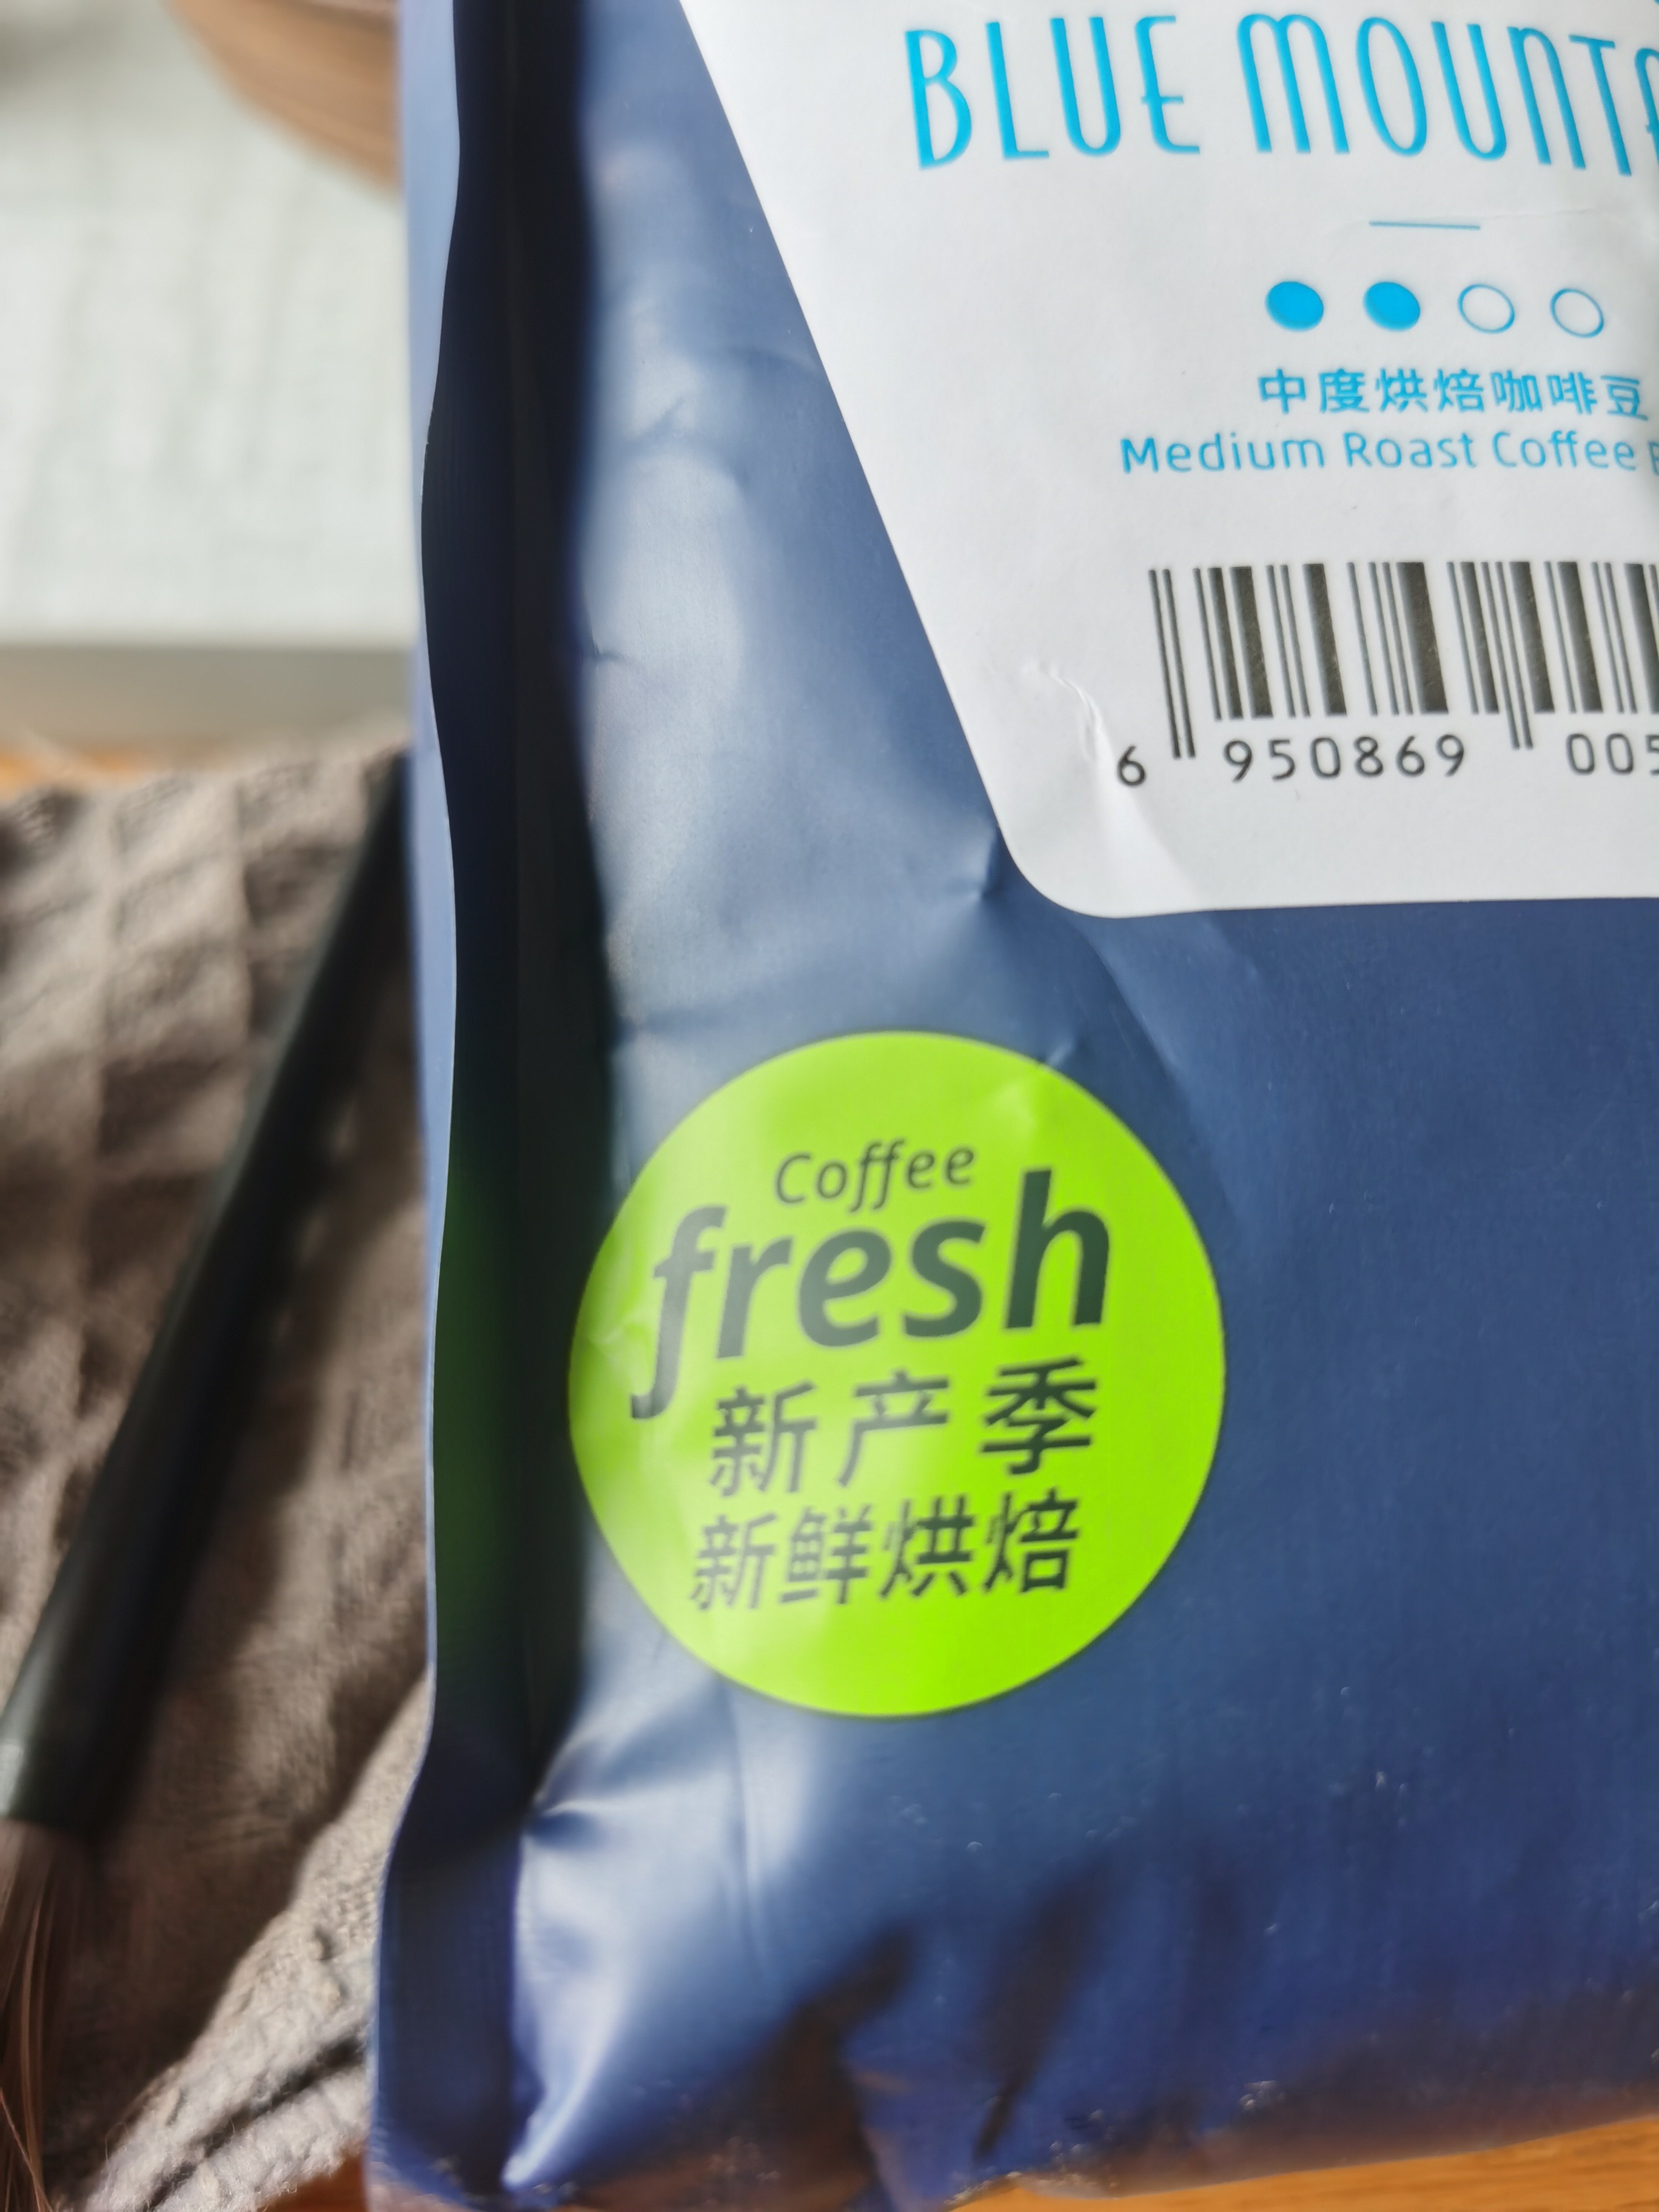 BLUE MOUNTA
中度烘焙咖啡豆
Medium Roast Coffee
6 950869 005
Coffee
fresh
新产季
新鲜烘焙